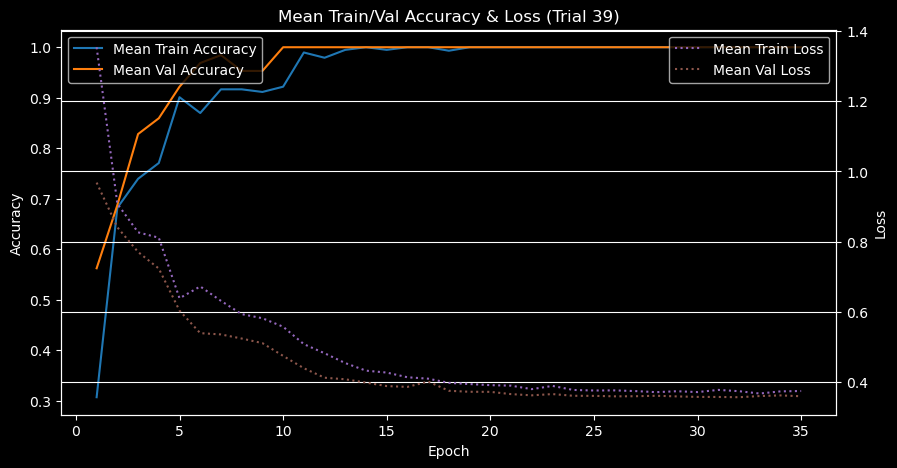 Mean Train/Val Accuracy & Loss (Trial 39)
Mean Train Accuracy
Mean Val Accuracy
Mean Train Loss
Mean Val Loss
Accuracy
1.0
0.9
0.8
0.7
0.6
0.5
0.4
0.3
1.4
1.2
1.0
0.8
0.6
0.4
Loss
0 5 10 15 20 25 30 35
Epoch